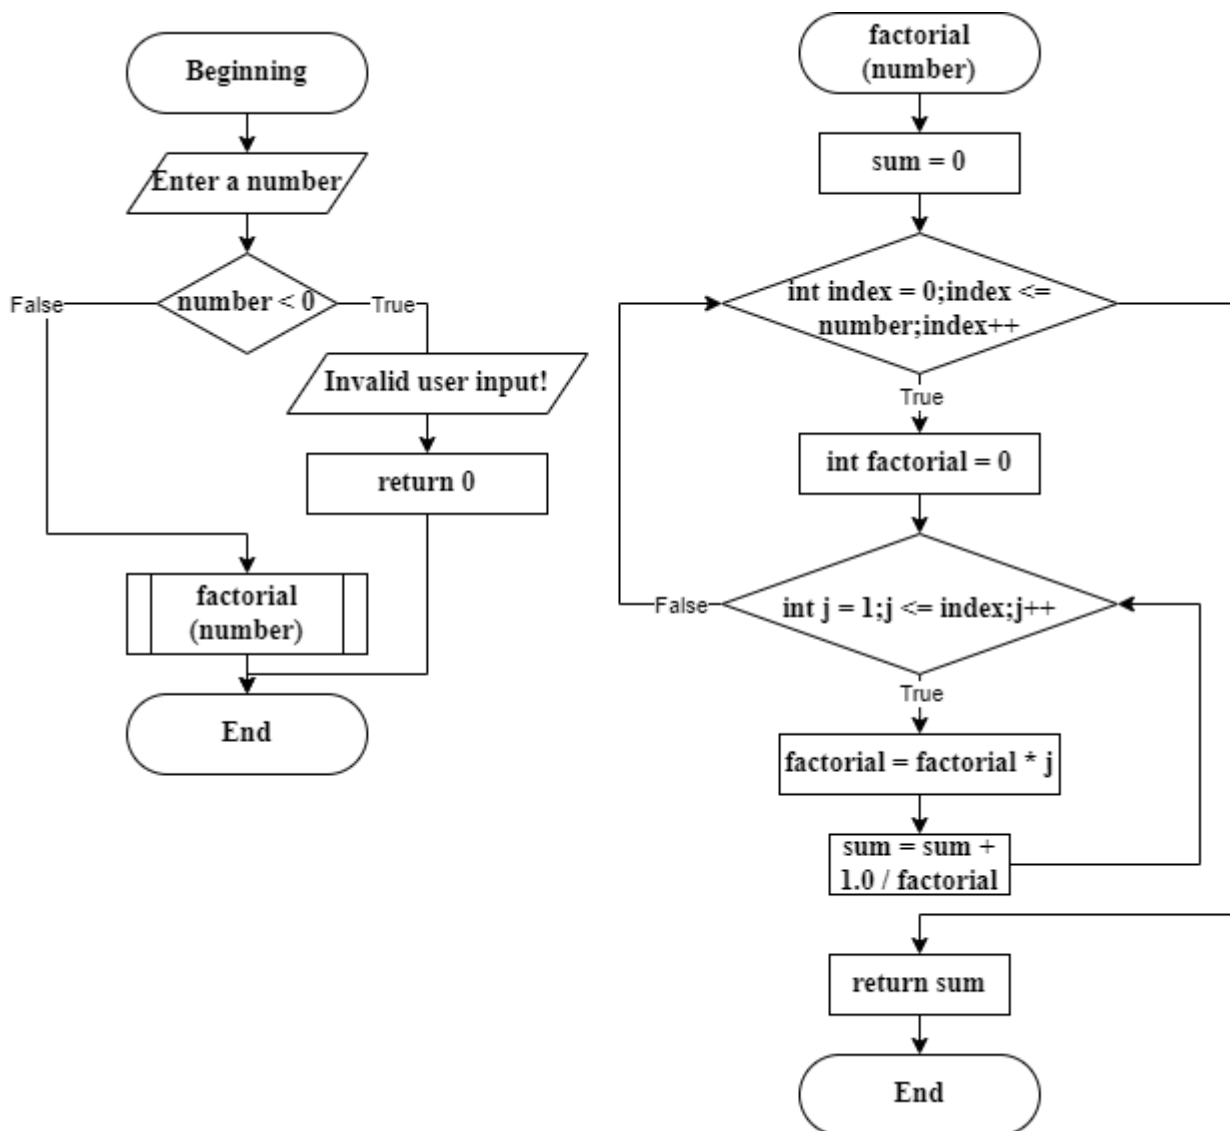 Beginning
Enter a number
number < 0
False
True
Invalid user input!
return 0
factorial
(number)
End
factorial
(number)
sum = 0
int index = 0;index <=
number;index++
True
int factorial = 0
int j = 1;j <= index;j++
False
True
factorial = factorial * j
sum = sum +
1.0 / factorial
return sum
End